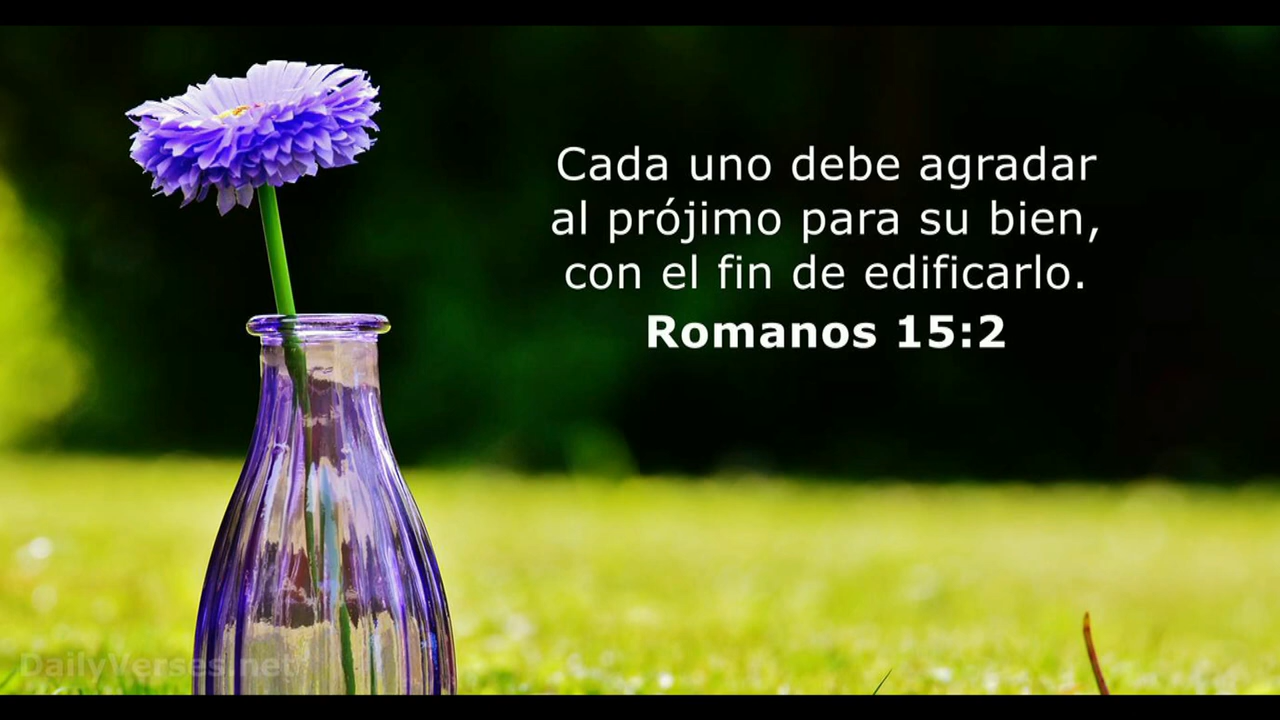 Cada uno debe agradar
al prójimo para su bien,
con el fin de edificarlo.
Romanos 15:2
DailyVerses.net